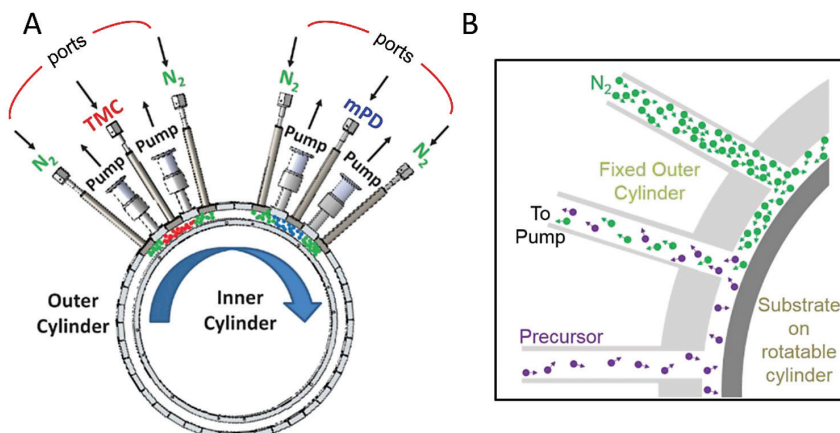 A
ports
N2
TMC
Pump
Pump
N2
ports
N2
Pump
mPD
Pump
N2
Outer
Cylinder
Inner
Cylinder
B
N2
Fixed Outer
Cylinder
To
Pump
Precursor
Substrate
on
rotatable
cylinder